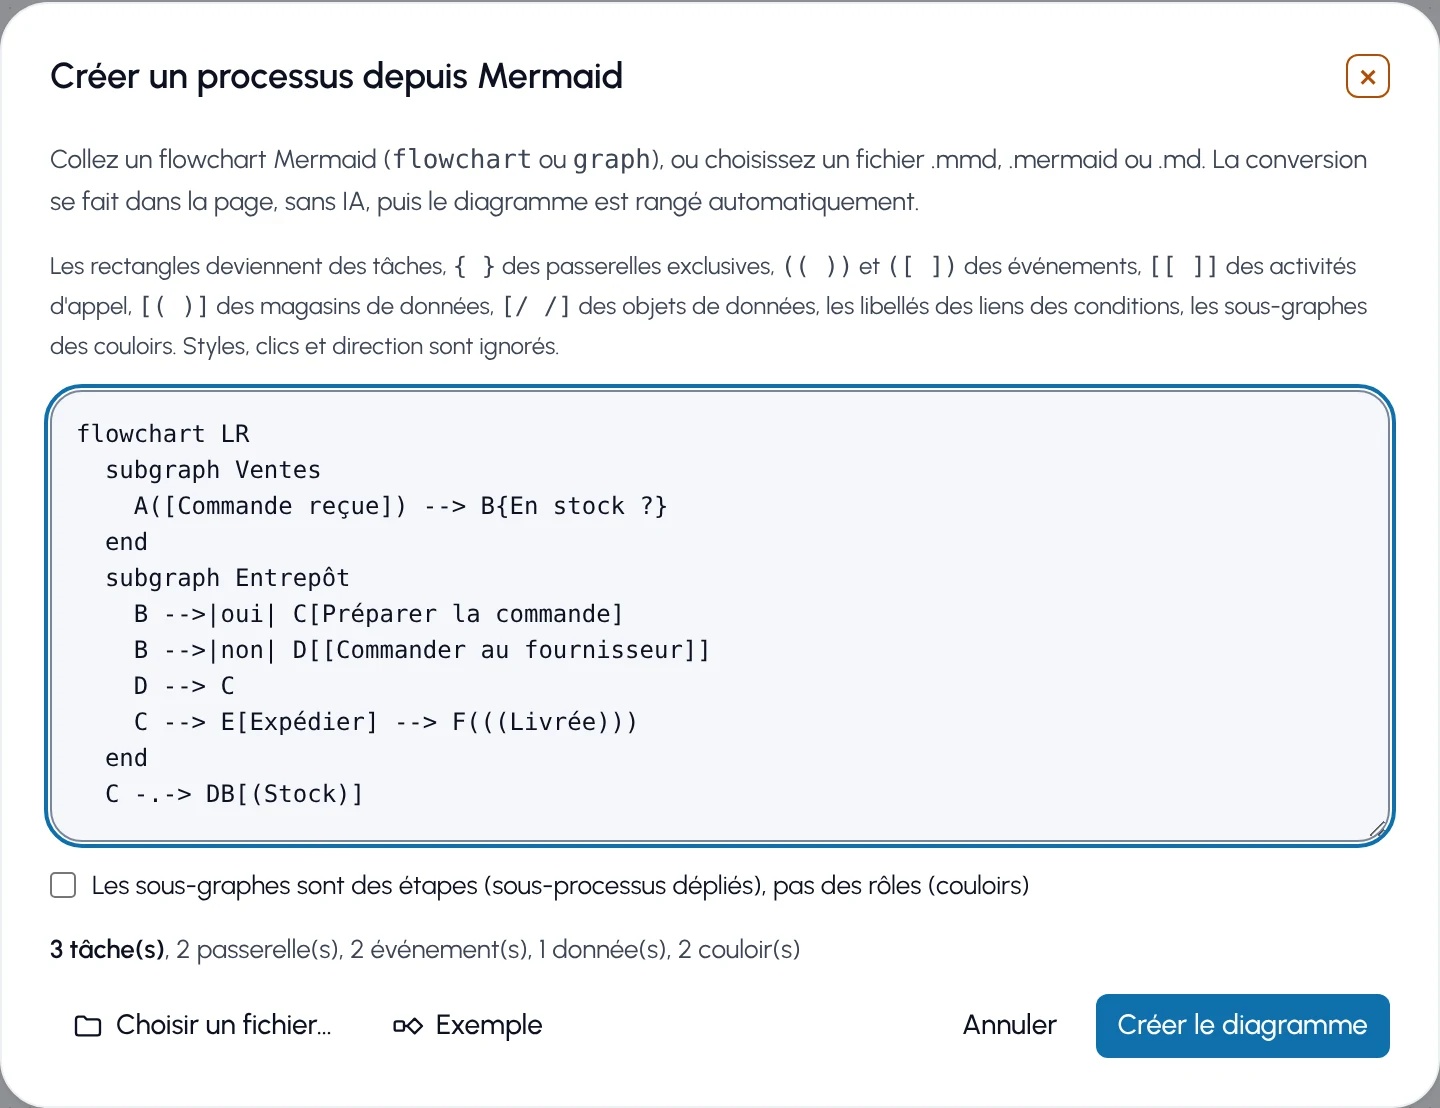 Créer un processus depuis Mermaid
Collez un flowchart Mermaid (flowchart ou graph), ou choisissez un fichier .mmd, .mermaid ou .md. La conversion
se fait dans la page, sans IA, puis le diagramme est rangé automatiquement.
Les rectangles deviennent des tâches, { } des passerelles exclusives, (( )) et ([ ]) des événements, [[ ]] des activités
d'appel, [( )] des magasins de données, [/ /] des objets de données, les libellés des liens des conditions, les sous-graphes
des couloirs. Styles, clics et direction sont ignorés.
flowchart LR
  subgraph Ventes
    A([Commande reçue]) --> B{En stock ?}
  end
  subgraph Entrepôt
    B -->|oui| C[Préparer la commande]
    B -->|non| D[[Commander au fournisseur]]
    D --> C
    C --> E[Expédier] --> F(((Livrée)))
  end
  C -.-> DB[(Stock)]
Les sous-graphes sont des étapes (sous-processus dépliés), pas des rôles (couloirs)
3 tâche(s), 2 passerelle(s), 2 événement(s), 1 donnée(s), 2 couloir(s)
Choisir un fichier... Exemple Annuler Créer le diagramme